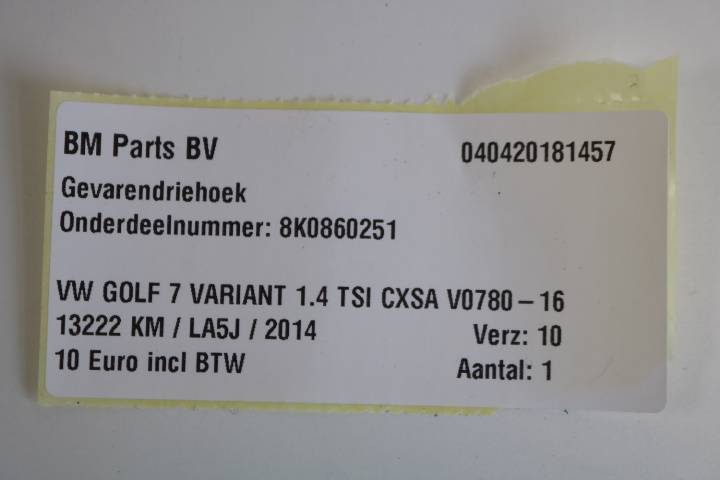 BM Parts BV 040420181457
Gevarendriehoek
Onderdeelnummer: 8K0860251
VW GOLF 7 VARIANT 1.4 TSI CXSA V0780-16
13222 KM / LA5J / 2014 Verz: 10
10 Euro incl BTW Aantal: 1